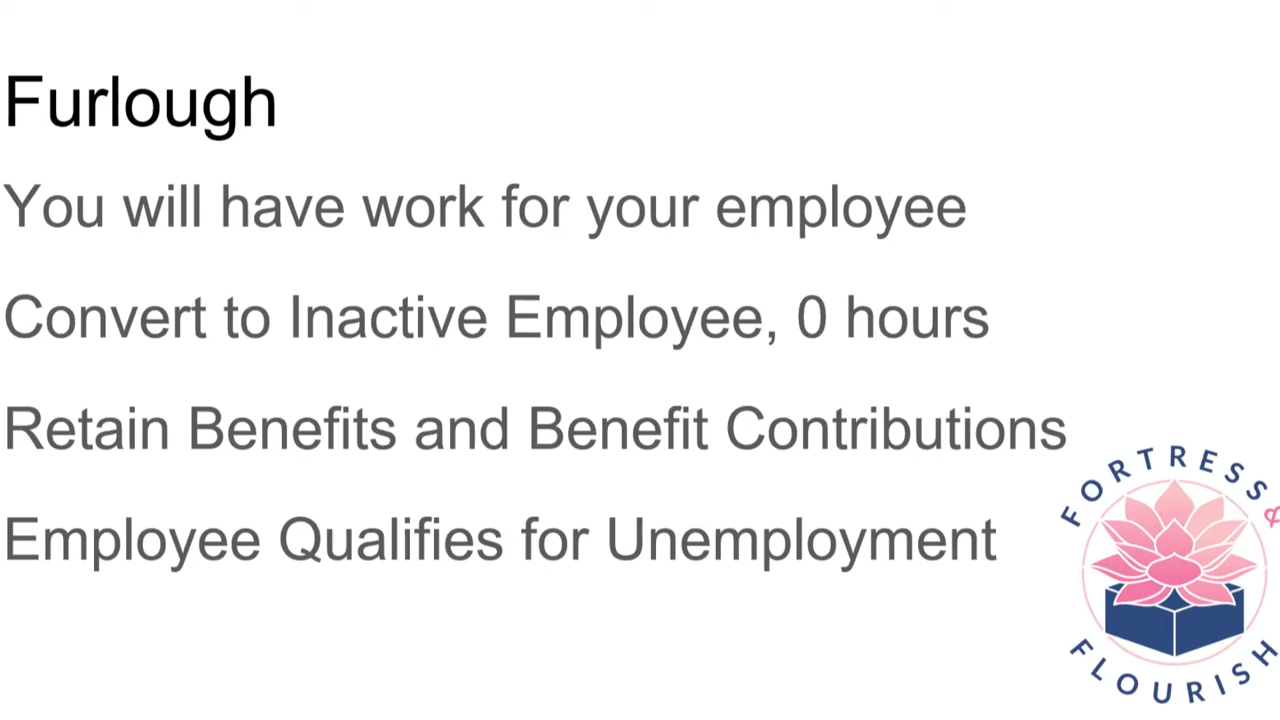 Furlough
You will have work for your employee
Convert to Inactive Employee, 0 hours
Retain Benefits and Benefit Contributions
Employee Qualifies for Unemployment
FORTRESS &
FLOURISH